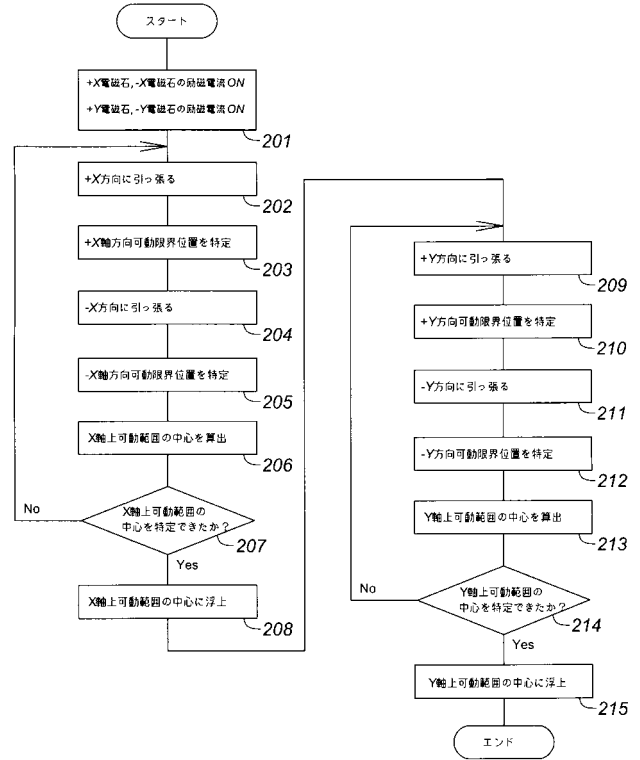 スタート
+X電磁石,-X電磁石の励磁電流ON
+Y電磁石,-Y電磁石の励磁電流ON
201
+X方向に引っ張る
202
+X軸方向可動限界位置を特定
203
-X方向に引っ張る
204
-X軸方向可動限界位置を特定
205
X軸上可動範囲の中心を算出
206
No
X軸上可動範囲の
中心を特定できたか?
207
Yes
X軸上可動範囲の中心に浮上
208
+Y方向に引っ張る
209
+Y方向可動限界位置を特定
210
-Y方向に引っ張る
211
-Y方向可動限界位置を特定
212
Y軸上可動範囲の中心を算出
213
No
Y軸上可動範囲の
中心を特定できたか?
214
Yes
Y軸上可動範囲の中心に浮上
215
エンド